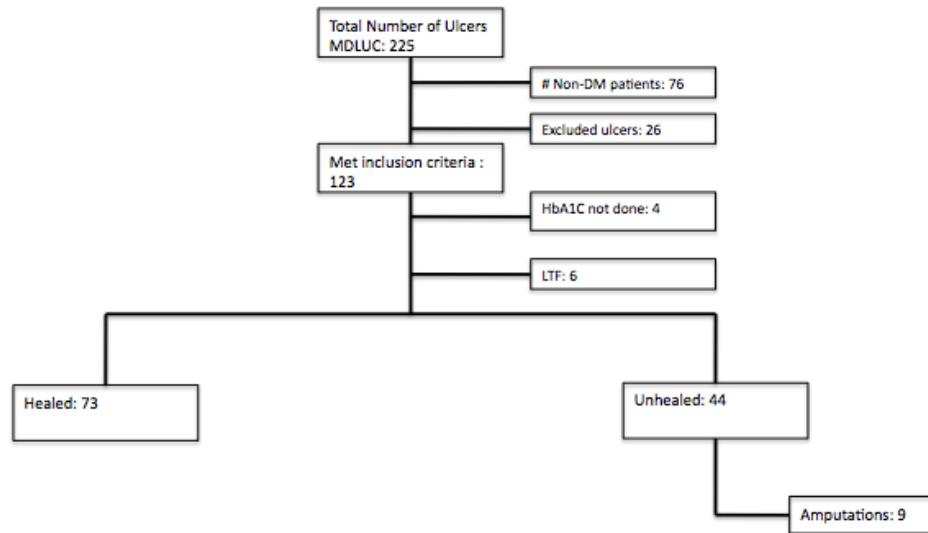 Total Number of Ulcers
MDLUC: 225
# Non-DM patients: 76
Excluded ulcers: 26
Met inclusion criteria :
123
HbA1C not done: 4
LTF: 6
Healed: 73
Unhealed: 44
Amputations: 9